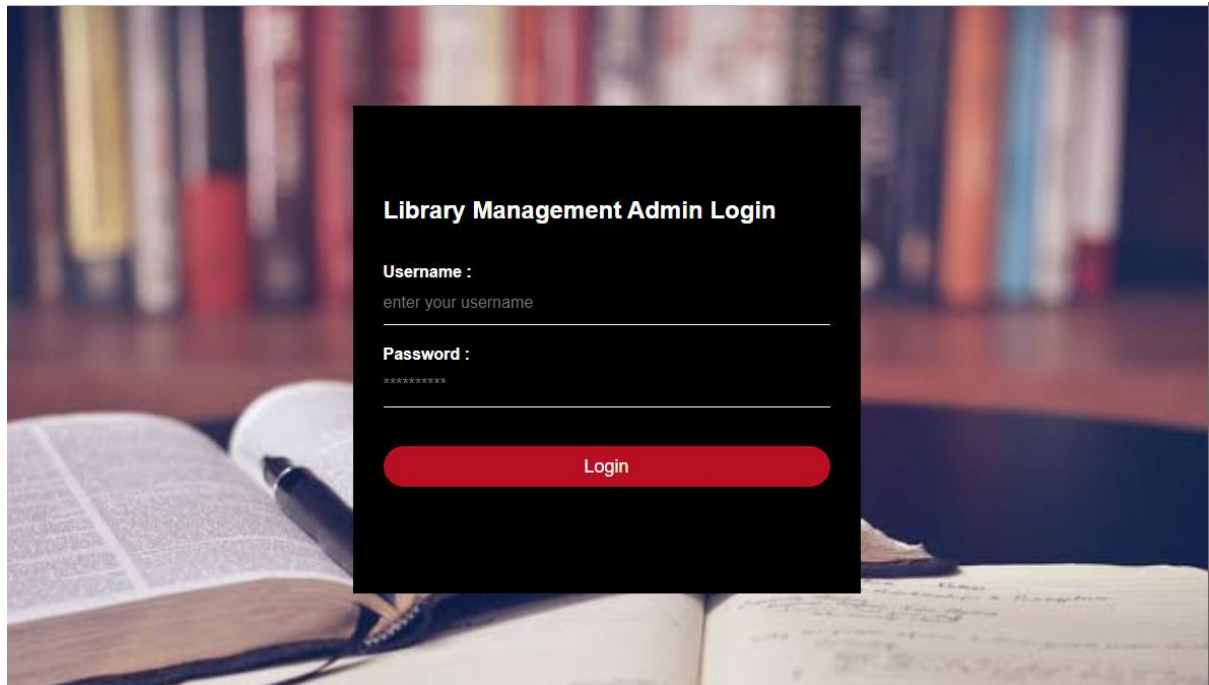 Library Management Admin Login
Username :
enter your username
Password :
**********
Login